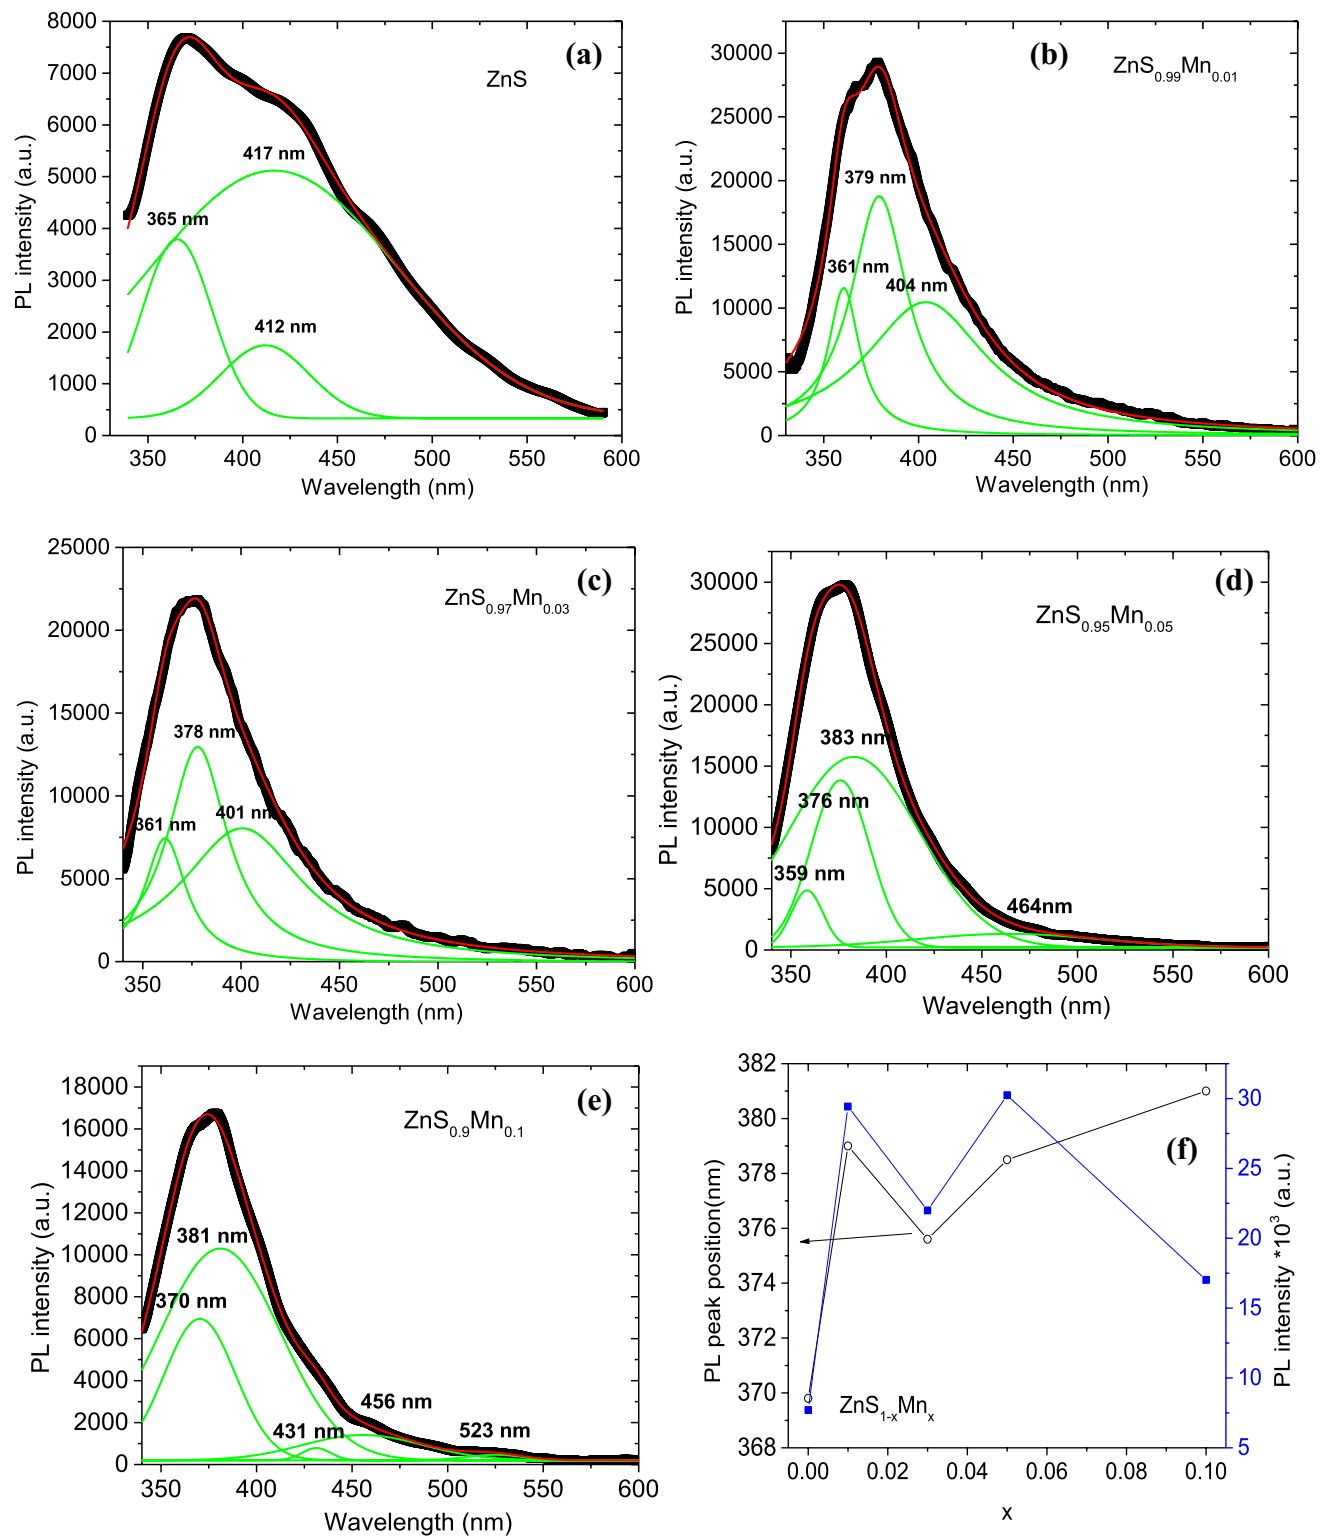 (a)
ZnS
417 nm
365 nm
412 nm
8000
7000
6000
5000
4000
3000
2000
1000
0
PL intensity (a.u.)
350 400 450 500 550 600
Wavelength (nm)
(b)
ZnS0.99Mn0.01
379 nm
361 nm
404 nm
30000
25000
20000
15000
10000
5000
0
PL intensity (a.u.)
350 400 450 500 550 600
Wavelength (nm)
(c)
ZnS0.97Mn0.03
378 nm
401 nm
361 nm
25000
20000
15000
10000
5000
0
PL intensity (a.u.)
350 400 450 500 550 600
Wavelength (nm)
(d)
ZnS0.95Mn0.05
383 nm
376 nm
359 nm
464nm
30000
25000
20000
15000
10000
5000
0
PL intensity (a.u.)
350 400 450 500 550 600
Wavelength (nm)
(e)
ZnS0.9Mn0.1
381 nm
370 nm
456 nm
431 nm
523 nm
18000
16000
14000
12000
10000
8000
6000
4000
2000
0
PL intensity (a.u.)
350 400 450 500 550 600
Wavelength (nm)
(f)
ZnS1-xMnx
382
380
378
376
374
372
370
368
PL peak position(nm)
30
25
20
15
10
5
PL intensity *10³ (a.u.)
0.00 0.02 0.04 0.06 0.08 0.10
x